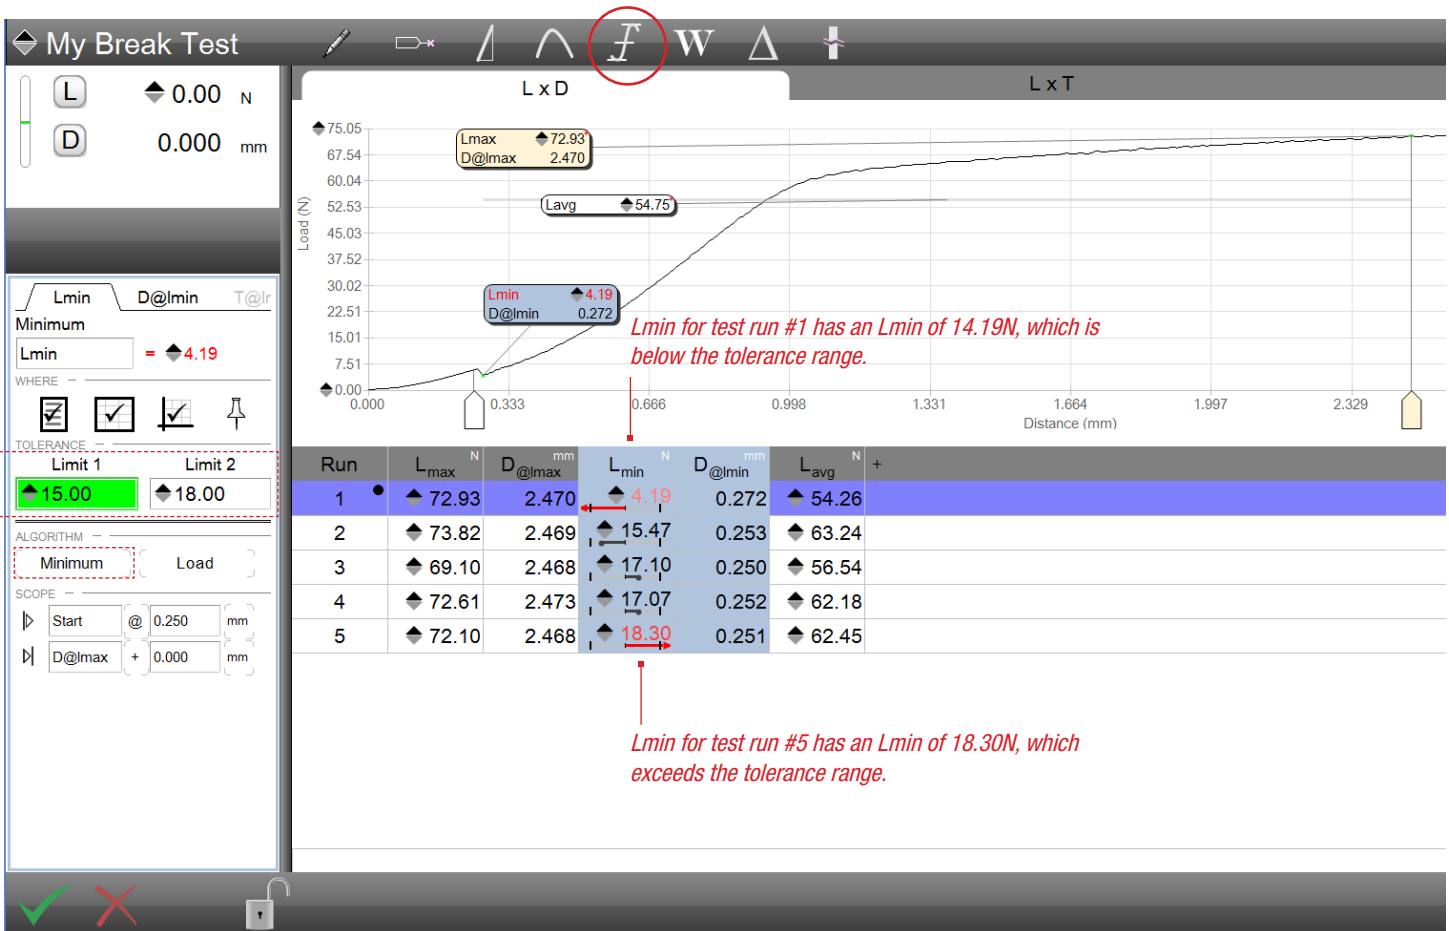 My Break Test
W
L 0.00 N
D 0.000 mm
L x D
L x T
75.05
67.54
60.04
52.53
45.03
37.52
30.02
22.51
15.01
7.51
0.00
Load (N)
Lmax 72.93*
D@lmax 2.470
Lavg 54.75*
Lmin 4.19
D@lmin 0.272
Lmin for test run #1 has an Lmin of 14.19N, which is
below the tolerance range.
0.000 0.333 0.666 0.998 1.331 1.664 1.997 2.329
Distance (mm)
Lmin D@lmin T@lr
Minimum
Lmin = 4.19
WHERE
TOLERANCE
Limit 1 Limit 2
15.00 18.00
ALGORITHM
Minimum Load
SCOPE
Start @ 0.250 mm
D@lmax + 0.000 mm
Run Lmax N D@lmax mm Lmin N D@lmin mm Lavg N +
1 72.93 2.470 4.19 0.272 54.26
2 73.82 2.469 15.47 0.253 63.24
3 69.10 2.468 17.10 0.250 56.54
4 72.61 2.473 17.07 0.252 62.18
5 72.10 2.468 18.30 0.251 62.45
Lmin for test run #5 has an Lmin of 18.30N, which
exceeds the tolerance range.